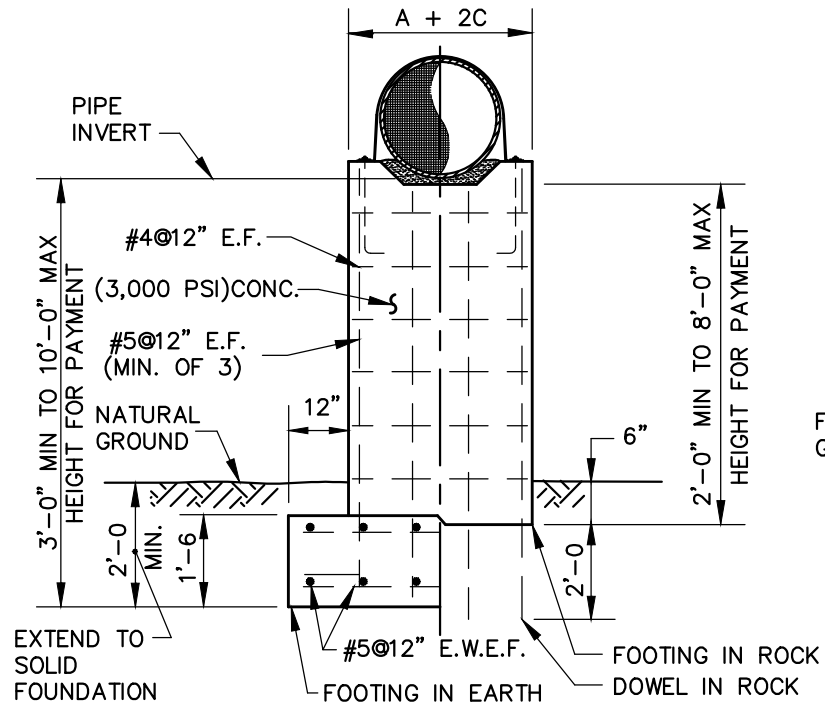 A + 2C
PIPE
INVERT
#4@12" E.F.
(3,000 PSI)CONC.
#5@12" E.F.
(MIN. OF 3)
12"
NATURAL
GROUND
3'-0" MIN TO 10'-0" MAX
HEIGHT FOR PAYMENT
2'-0" MIN TO 8'-0" MAX
HEIGHT FOR PAYMENT
F
G
6"
2'-0
MIN.
1'-6
2'-0
EXTEND TO
SOLID
FOUNDATION
#5@12" E.W.E.F.
FOOTING IN EARTH
FOOTING IN ROCK
DOWEL IN ROCK